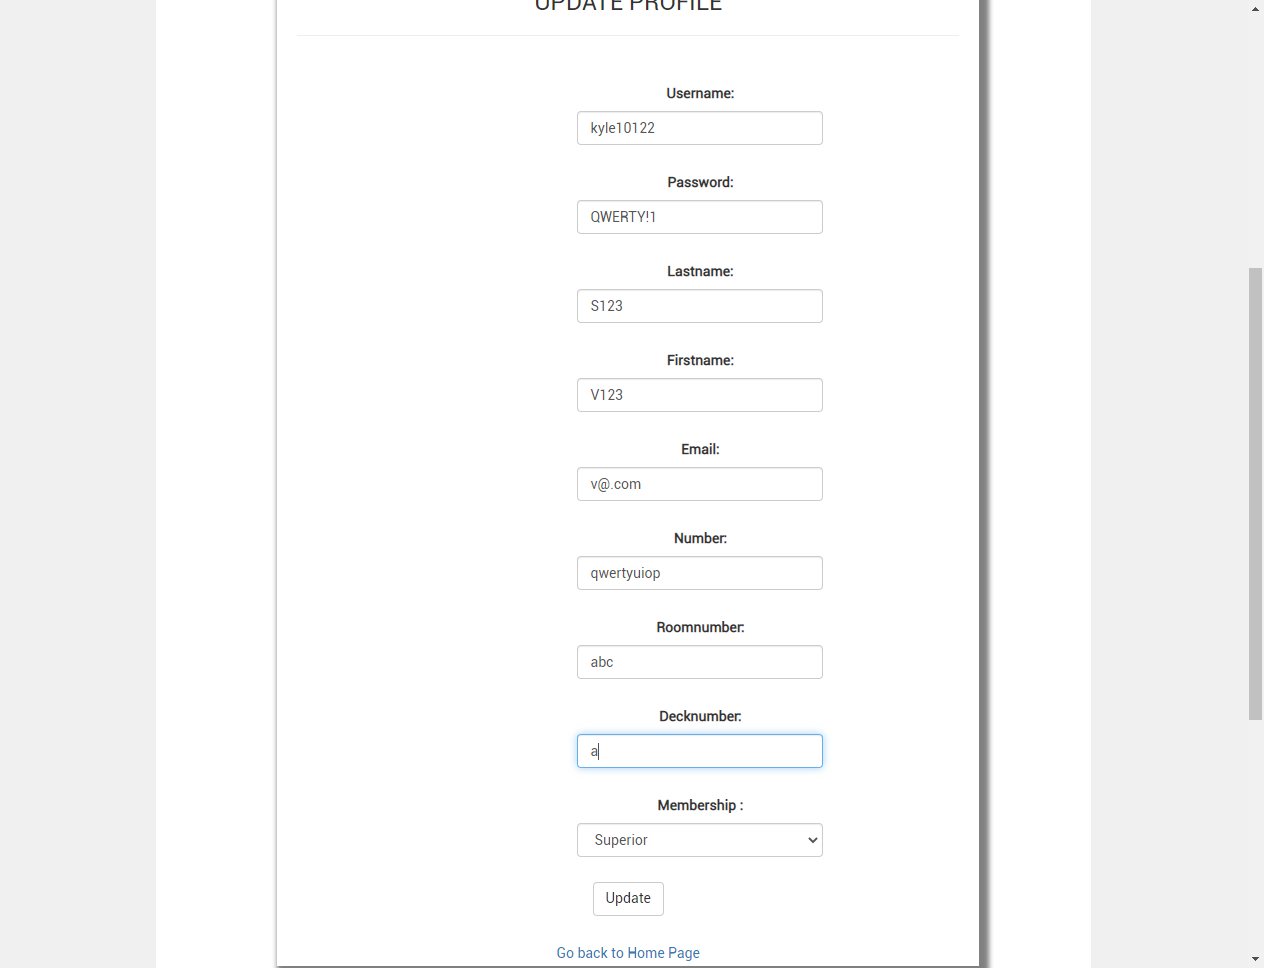 UPDATE PROFILE
Username:
kyle10122
Password:
QWERTY!1
Lastname:
S123
Firstname:
V123
Email:
v@.com
Number:
qwertyuiop
Roomnumber:
abc
Decknumber:
a
Membership :
Superior
Update
Go back to Home Page